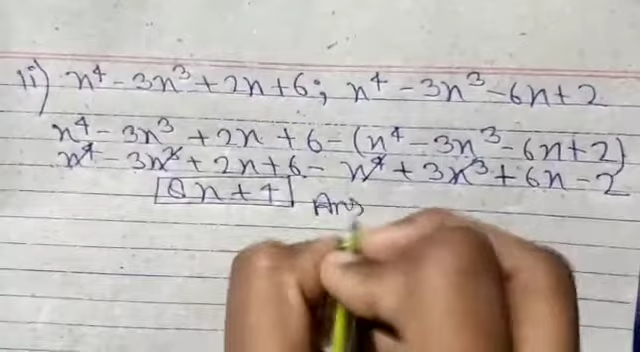 ii) x⁴ - 3x³ + 2x + 6; x⁴ - 3x³ - 6x + 2
x⁴ - 3x³ + 2x + 6 - (x⁴ - 3x³ - 6x + 2)
x⁴ - 3x³ + 2x + 6 - x⁴ + 3x³ + 6x - 2
8x + 4 Ans